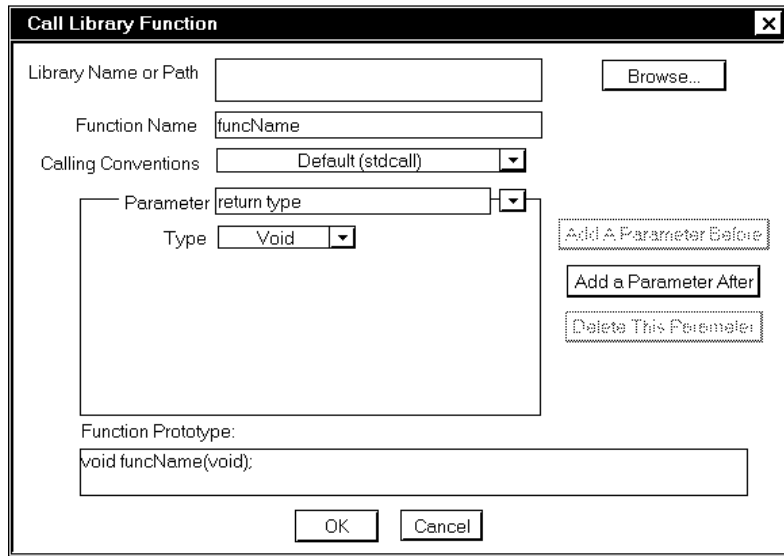 Call Library Function
Library Name or Path
Browse...
Function Name funcName
Calling Conventions Default (stdcall)
Parameter return type
Type Void
Add A Parameter Before
Add a Parameter After
Delete This Parameter
Function Prototype:
void funcName(void);
OK Cancel